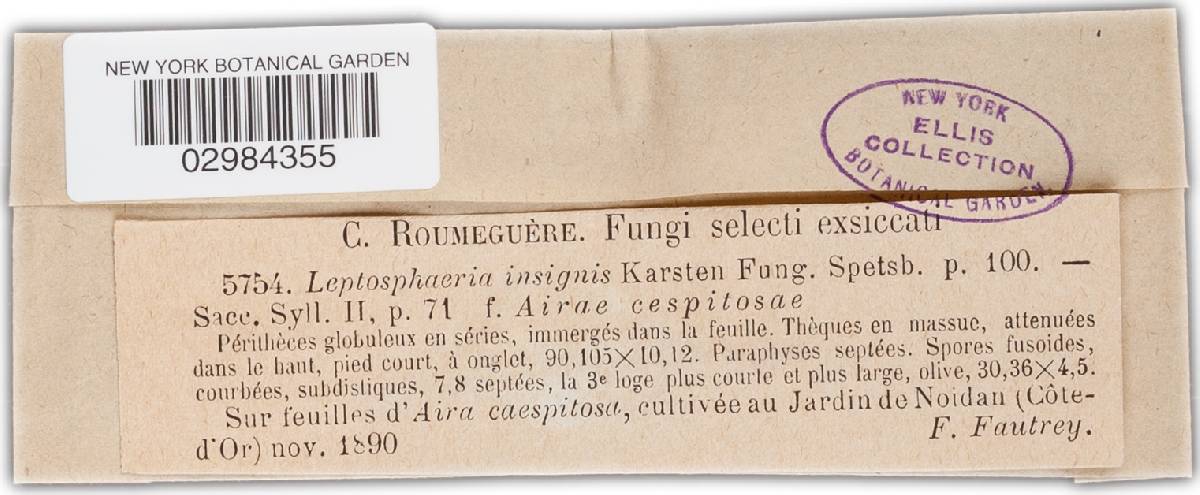 NEW YORK BOTANICAL GARDEN
02984355
NEW YORK
ELLIS
COLLECTION
BOTANICAL GARDEN
C. ROUMEGUÈRE. Fungi selecti exsiccati
5754. Leptosphaeria insignis Karsten Fung. Spetsb. p. 100. —
Sacc. Syll. II, p. 71 f. Airae cespitosae
Périthèces globuleux en séries, immergés dans la feuille. Thèques en massue, attenuées
dans le haut, pied court, à onglet, 90,105×10,12. Paraphyses septées. Spores fusoides,
courbées, subdistiques, 7,8 septées, la 3e loge plus courte et plus large, olive, 30,36×4,5.
Sur feuilles d'Aira caespitosa, cultivée au Jardin de Noidan (Côte-
d'Or) nov. 1890
F. Fautrey.